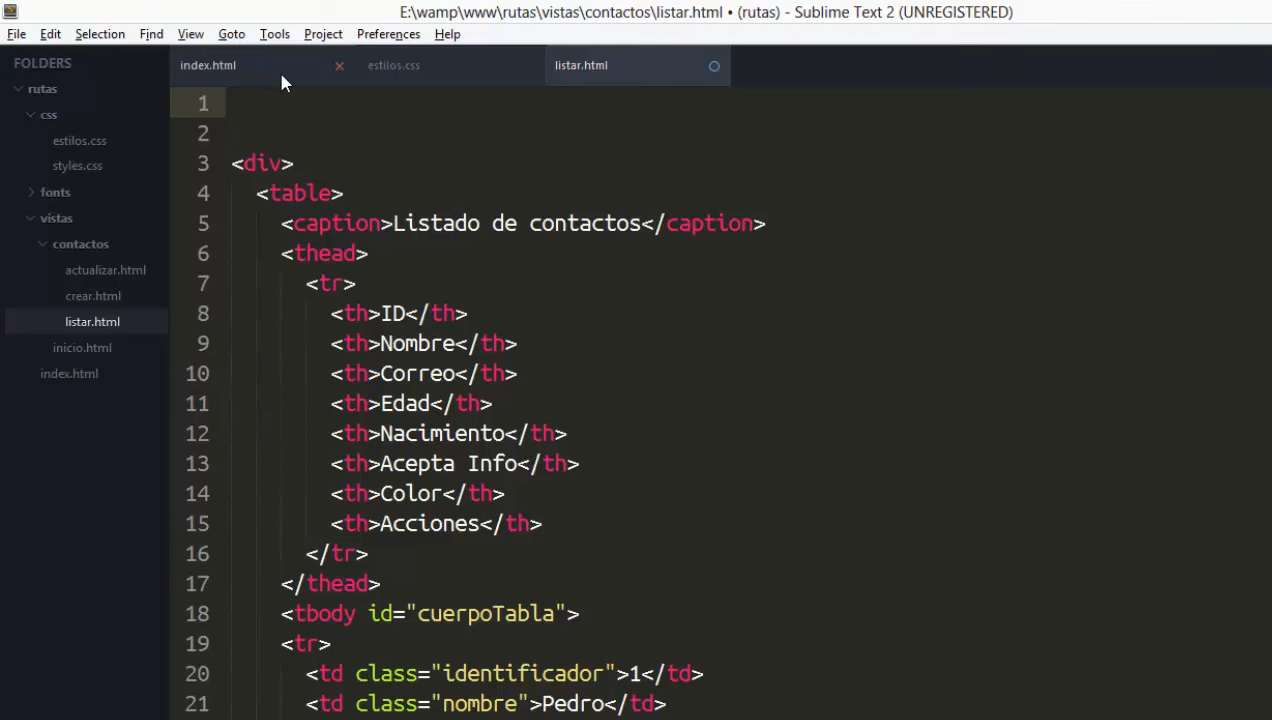 E:\wamp\www\rutas\vistas\contactos\listar.html • (rutas) - Sublime Text 2 (UNREGISTERED)
File Edit Selection Find View Goto Tools Project Preferences Help
FOLDERS
rutas
css
estilos.css
styles.css
fonts
vistas
contactos
actualizar.html
crear.html
listar.html
inicio.html
index.html
index.html estilos.css listar.html
1
2
3 <div>
4 <table>
5 <caption>Listado de contactos</caption>
6 <thead>
7 <tr>
8 <th>ID</th>
9 <th>Nombre</th>
10 <th>Correo</th>
11 <th>Edad</th>
12 <th>Nacimiento</th>
13 <th>Acepta Info</th>
14 <th>Color</th>
15 <th>Acciones</th>
16 </tr>
17 </thead>
18 <tbody id="cuerpoTabla">
19 <tr>
20 <td class="identificador">1</td>
21 <td class="nombre">Pedro</td>